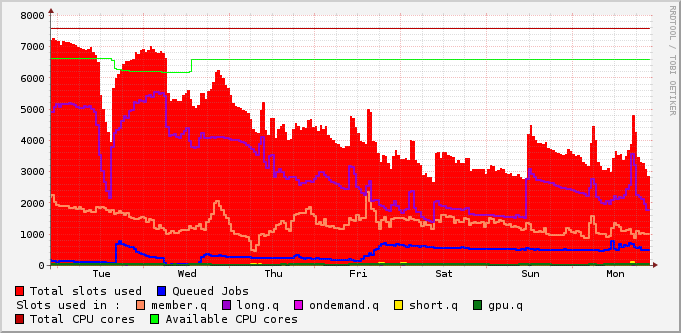 8000
7000
6000
5000
4000
3000
2000
1000
0
Tue Wed Thu Fri Sat Sun Mon
RRDTOOL / TOBI OETIKER
Total slots used Queued Jobs
Slots used in : member.q long.q ondemand.q short.q gpu.q
Total CPU cores Available CPU cores